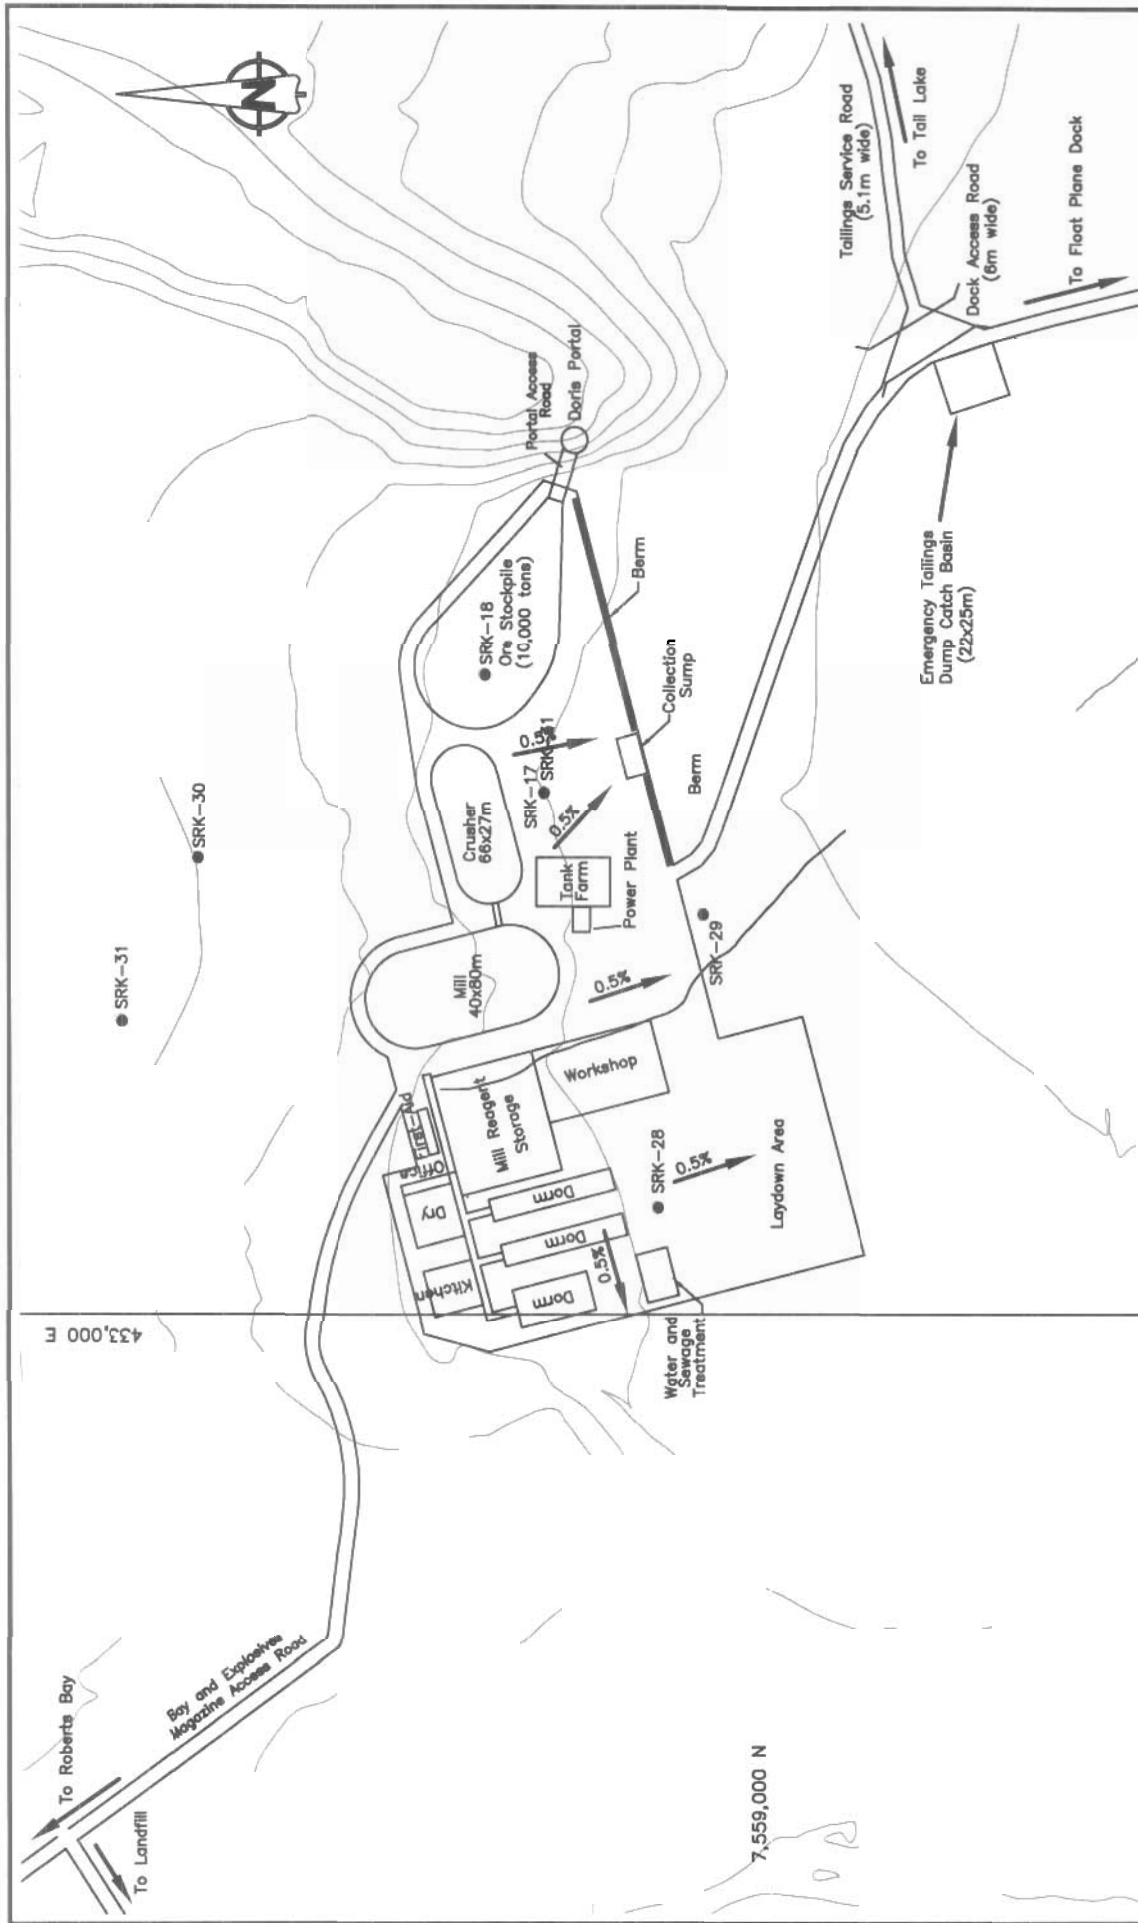 N
Tailings Service Road
(5.1m wide)
To Tail Lake
Dock Access Road
(6m wide)
To Float Plane Dock
Portal Access
Road
Doris Portal
Emergency Tailings
Dump Catch Basin
(22x25m)
SRK-18
Ore Stockpile
(10,000 tons)
Berm
Collection
Sump
Berm
0.5%
SRK-31
SRK-17
0.5%
Crusher
66x27m
Tank
Farm
Power Plant
SRK-30
SRK-31
Mill
40x80m
0.5%
SRK-29
First-Aid
Office
Dry
Kitchen
Mill Reagent
Storage
Workshop
Dorm
Dorm
Dorm
0.5%
SRK-28
0.5%
Laydown Area
Water and
Sewage
Treatment
433,000 E
Bay and Explosives
Magazine Access Road
To Roberts Bay
To Landfill
7,559,000 N